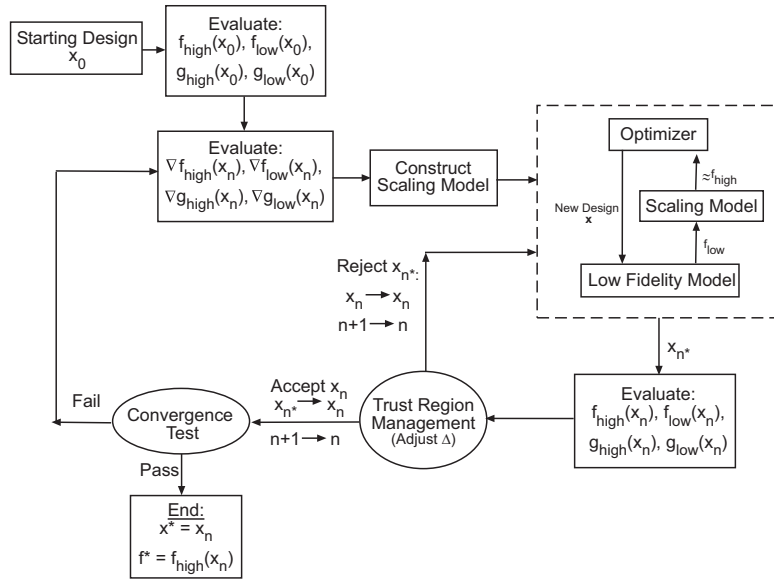 Starting Design
x0
Evaluate:
fhigh(x0), flow(x0),
ghigh(x0), glow(x0)
Evaluate:
∇fhigh(xn), ∇flow(xn),
∇ghigh(xn), ∇glow(xn)
Construct
Scaling Model
Optimizer
≈fhigh
Scaling Model
New Design
x
flow
Low Fidelity Model
Reject xn*:
xn → xn
n+1 → n
xn*
Evaluate:
fhigh(xn), flow(xn),
ghigh(xn), glow(xn)
Trust Region
Management
(Adjust Δ)
Accept xn
xn* → xn
n+1 → n
Convergence
Test
Fail
Pass
End:
x* = xn
f* = fhigh(xn)